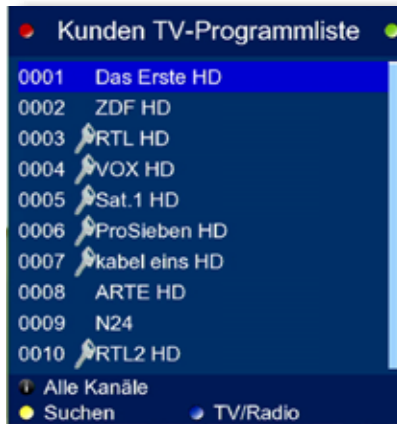 Kunden TV-Programmliste
0001 Das Erste HD
0002 ZDF HD
0003 RTL HD
0004 VOX HD
0005 Sat.1 HD
0006 ProSieben HD
0007 kabel eins HD
0008 ARTE HD
0009 N24
0010 RTL2 HD
Alle Kanäle
Suchen TV/Radio